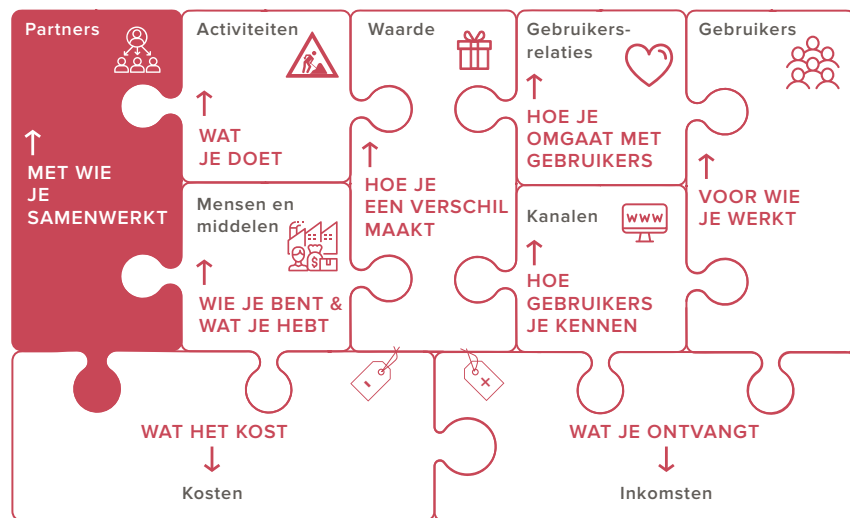 Partners
MET WIE
JE
SAMENWERKT
Activiteiten
WAT
JE DOET
Mensen en
middelen
WIE JE BENT &
WAT JE HEBT
Waarde
HOE JE
EEN VERSCHIL
MAAKT
Gebruikers-
relaties
HOE JE
OMGAAT MET
GEBRUIKERS
Kanalen
www
HOE
GEBRUIKERS
JE KENNEN
Gebruikers
VOOR WIE
JE WERKT
-
+
WAT HET KOST
Kosten
WAT JE ONTVANGT
Inkomsten